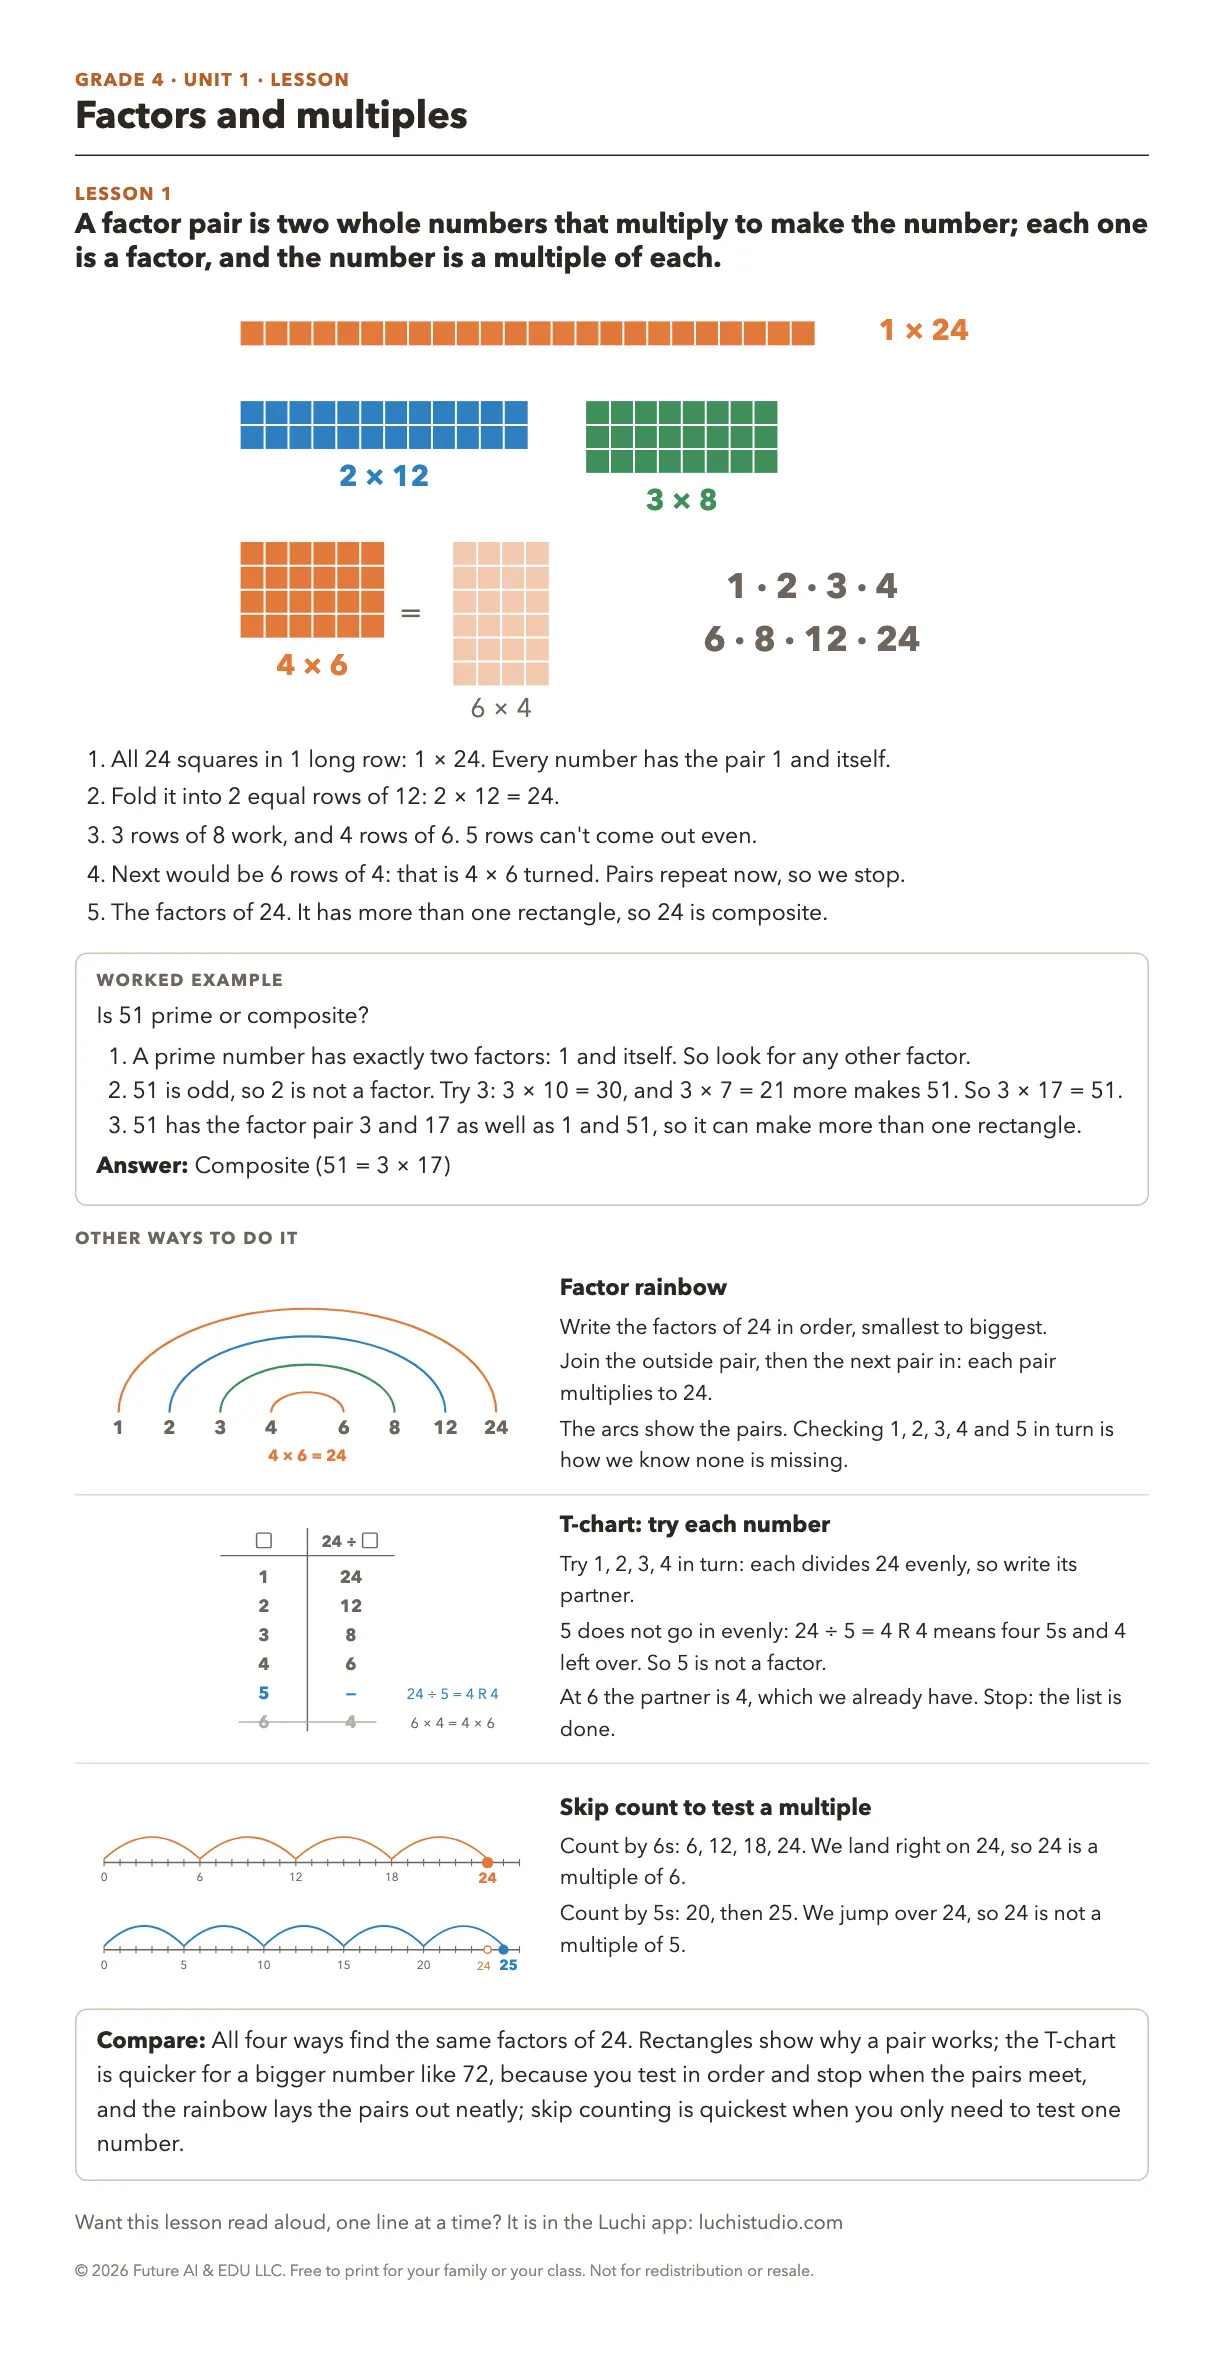 GRADE 4 · UNIT 1 · LESSON
Factors and multiples
LESSON 1
A factor pair is two whole numbers that multiply to make the number; each one
is a factor, and the number is a multiple of each.
1 × 24
2 × 12
3 × 8
4 × 6
=
6 × 4
1 · 2 · 3 · 4
6 · 8 · 12 · 24
1. All 24 squares in 1 long row: 1 × 24. Every number has the pair 1 and itself.
2. Fold it into 2 equal rows of 12: 2 × 12 = 24.
3. 3 rows of 8 work, and 4 rows of 6. 5 rows can't come out even.
4. Next would be 6 rows of 4: that is 4 × 6 turned. Pairs repeat now, so we stop.
5. The factors of 24. It has more than one rectangle, so 24 is composite.
WORKED EXAMPLE
Is 51 prime or composite?
1. A prime number has exactly two factors: 1 and itself. So look for any other factor.
2. 51 is odd, so 2 is not a factor. Try 3: 3 × 10 = 30, and 3 × 7 = 21 more makes 51. So 3 × 17 = 51.
3. 51 has the factor pair 3 and 17 as well as 1 and 51, so it can make more than one rectangle.
Answer: Composite (51 = 3 × 17)
OTHER WAYS TO DO IT
1 2 3 4 6 8 12 24
4 × 6 = 24
Factor rainbow
Write the factors of 24 in order, smallest to biggest.
Join the outside pair, then the next pair in: each pair
multiplies to 24.
The arcs show the pairs. Checking 1, 2, 3, 4 and 5 in turn is
how we know none is missing.
□ 24 ÷ □
1 24
2 12
3 8
4 6
5 – 24 ÷ 5 = 4 R 4
6 4 6 × 4 = 4 × 6
T-chart: try each number
Try 1, 2, 3, 4 in turn: each divides 24 evenly, so write its
partner.
5 does not go in evenly: 24 ÷ 5 = 4 R 4 means four 5s and 4
left over. So 5 is not a factor.
At 6 the partner is 4, which we already have. Stop: the list is
done.
0 6 12 18 24
0 5 10 15 20 24 25
Skip count to test a multiple
Count by 6s: 6, 12, 18, 24. We land right on 24, so 24 is a
multiple of 6.
Count by 5s: 20, then 25. We jump over 24, so 24 is not a
multiple of 5.
Compare: All four ways find the same factors of 24. Rectangles show why a pair works; the T-chart
is quicker for a bigger number like 72, because you test in order and stop when the pairs meet,
and the rainbow lays the pairs out neatly; skip counting is quickest when you only need to test one
number.
Want this lesson read aloud, one line at a time? It is in the Luchi app: luchistudio.com
© 2026 Future AI & EDU LLC. Free to print for your family or your class. Not for redistribution or resale.